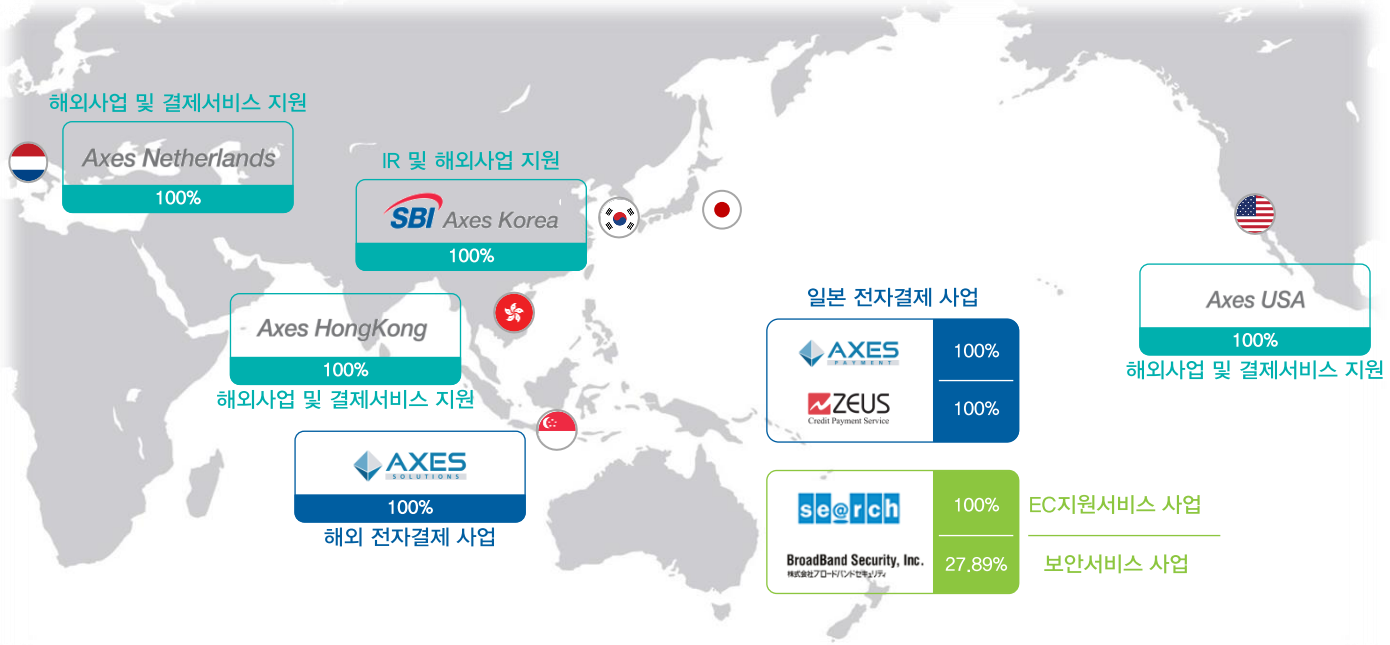 해외사업 및 결제서비스 지원
Axes Netherlands
100%
IR 및 해외사업 지원
SBI Axes Korea
100%
Axes HongKong
100%
해외사업 및 결제서비스 지원
AXES
SOLUTIONS
100%
해외 전자결제 사업
일본 전자결제 사업
AXES 100%
PAYMENT
ZEUS 100%
Credit Payment Service
se@rch 100% EC지원서비스 사업
BroadBand Security, Inc. 27.89% 보안서비스 사업
株式会社ブロードバンドセキュリティ
Axes USA
100%
해외사업 및 결제서비스 지원